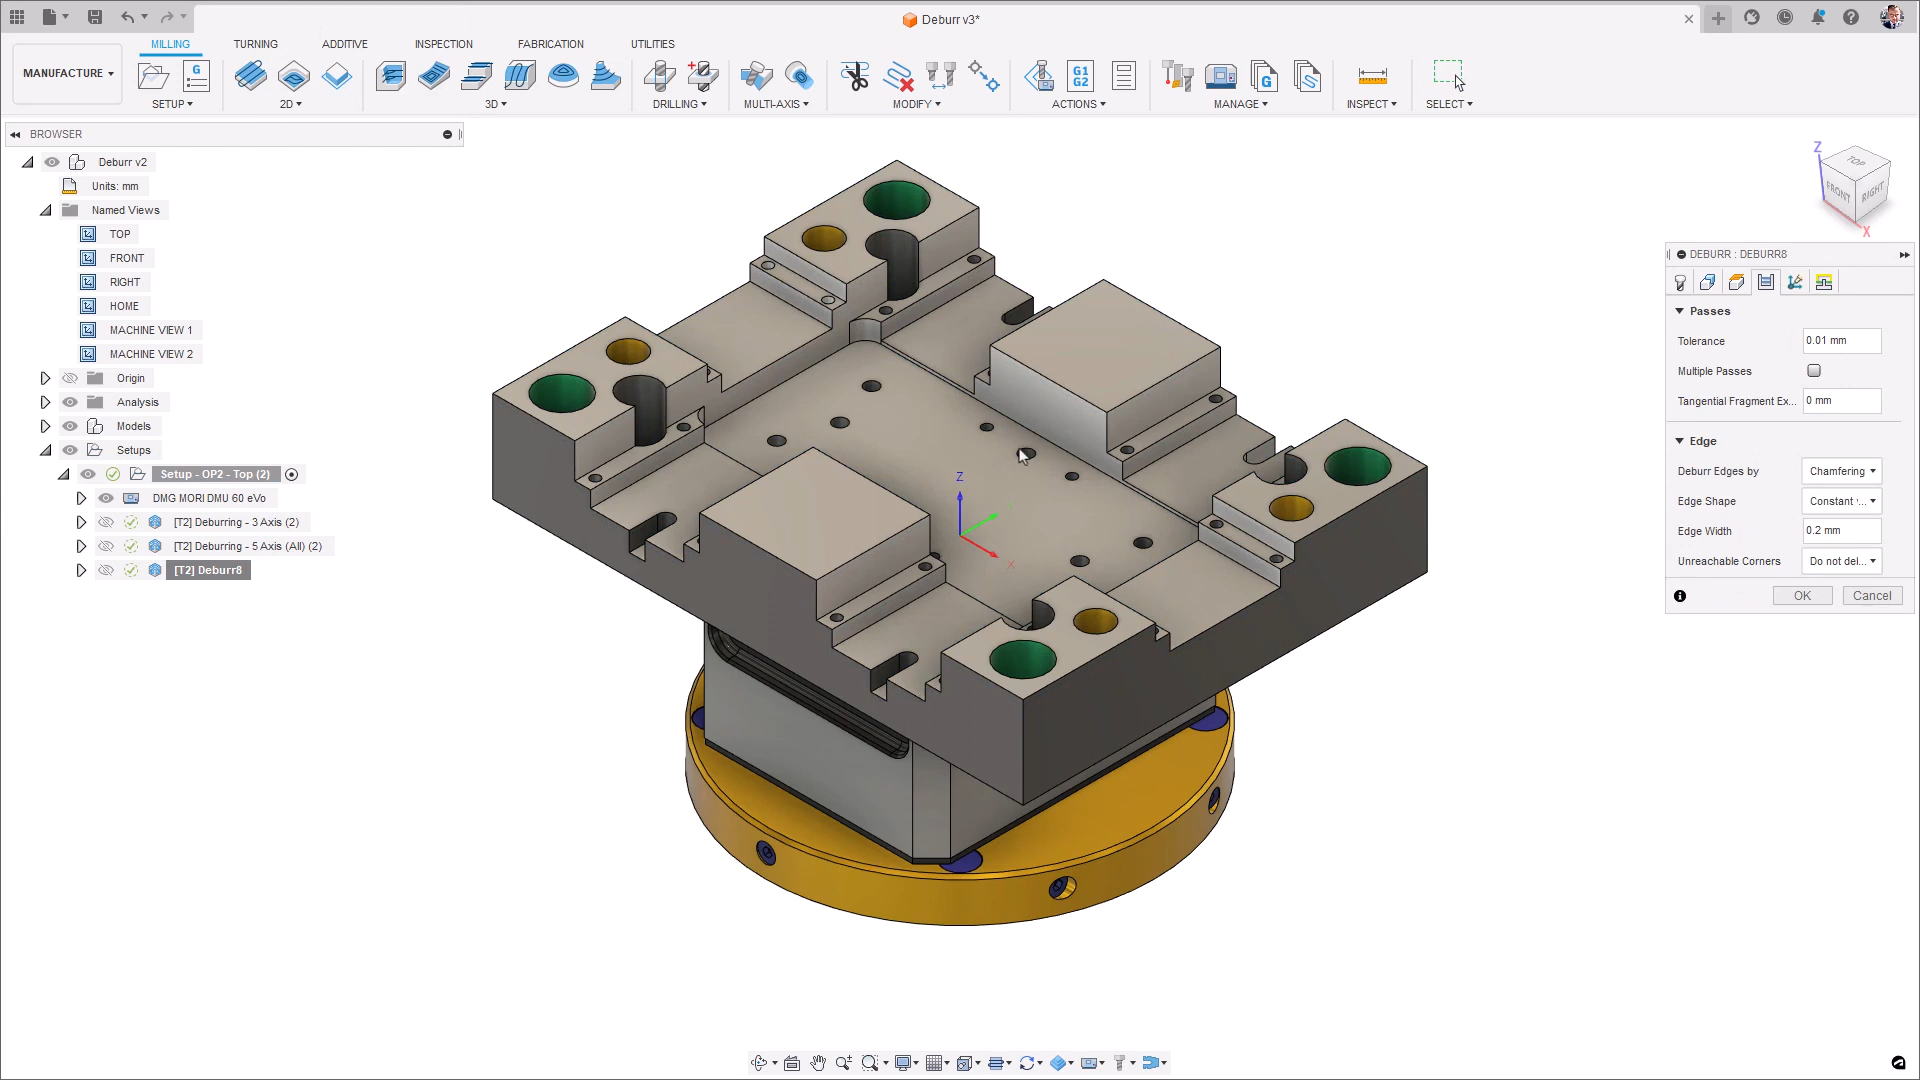 Deburr v3*
MILLING TURNING ADDITIVE INSPECTION FABRICATION UTILITIES
MANUFACTURE
G
G1
G2
G
SETUP 2D 3D DRILLING MULTI-AXIS MODIFY ACTIONS MANAGE INSPECT SELECT
BROWSER
Deburr v2
Units: mm
Named Views
TOP
FRONT
RIGHT
HOME
MACHINE VIEW 1
MACHINE VIEW 2
Origin
Analysis
Models
Setups
Setup - OP2 - Top (2)
DMG MORI DMU 60 eVo
[T2] Deburring - 3 Axis (2)
[T2] Deburring - 5 Axis (All) (2)
[T2] Deburr8
Z
X
Z
TOP
FRONT
RIGHT
X
DEBURR : DEBURR8
Passes
Tolerance 0.01 mm
Multiple Passes
Tangential Fragment Ex... 0 mm
Edge
Deburr Edges by Chamfering
Edge Shape Constant '...
Edge Width 0.2 mm
Unreachable Corners Do not del...
OK Cancel